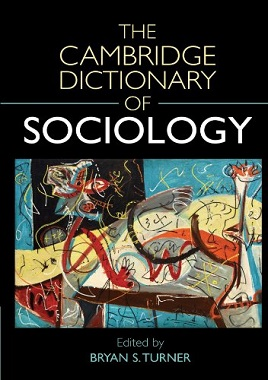 THE
CAMBRIDGE
DICTIONARY
OF
SOCIOLOGY
Edited by
BRYAN S. TURNER